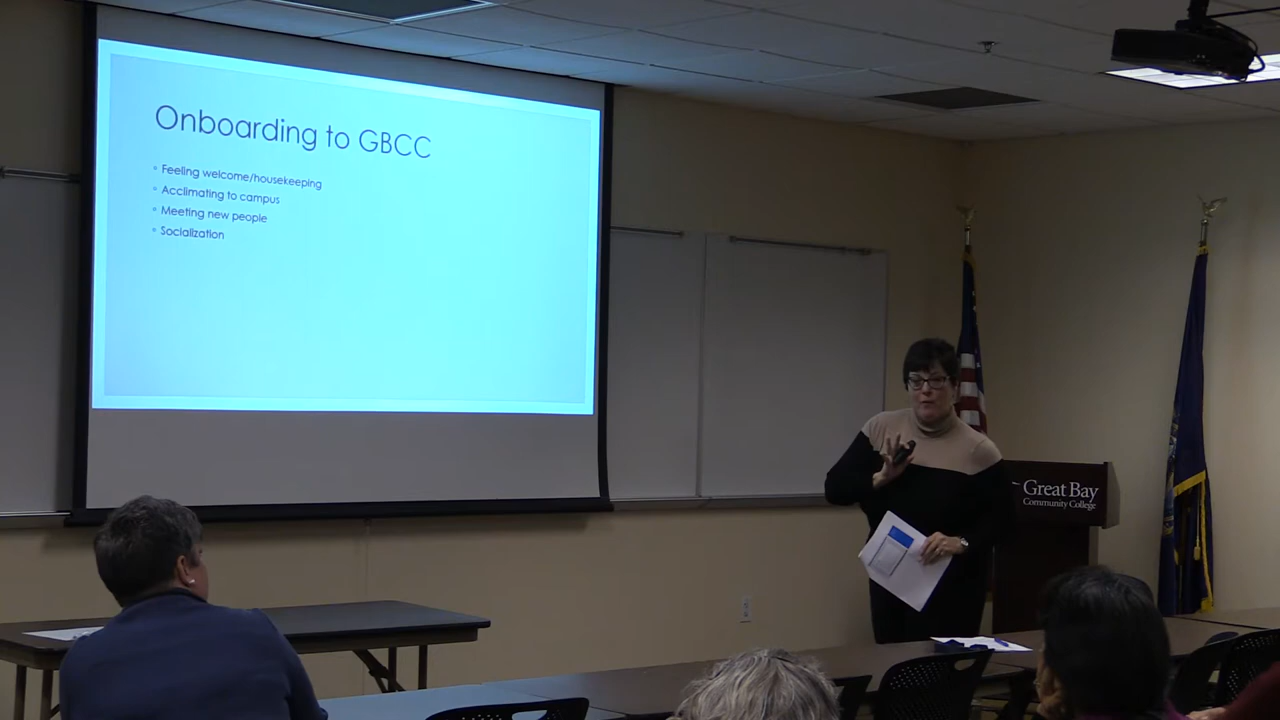 Onboarding to GBCC
Feeling welcome/housekeeping
Acclimating to campus
Meeting new people
Socialization
Great Bay
Community College